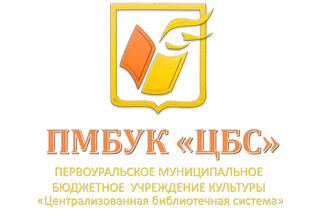 ПМБУК «ЦБС»
ПЕРВОУРАЛЬСКОЕ МУНИЦИПАЛЬНОЕ
БЮДЖЕТНОЕ УЧРЕЖДЕНИЕ КУЛЬТУРЫ
«Централизованная библиотечная система»